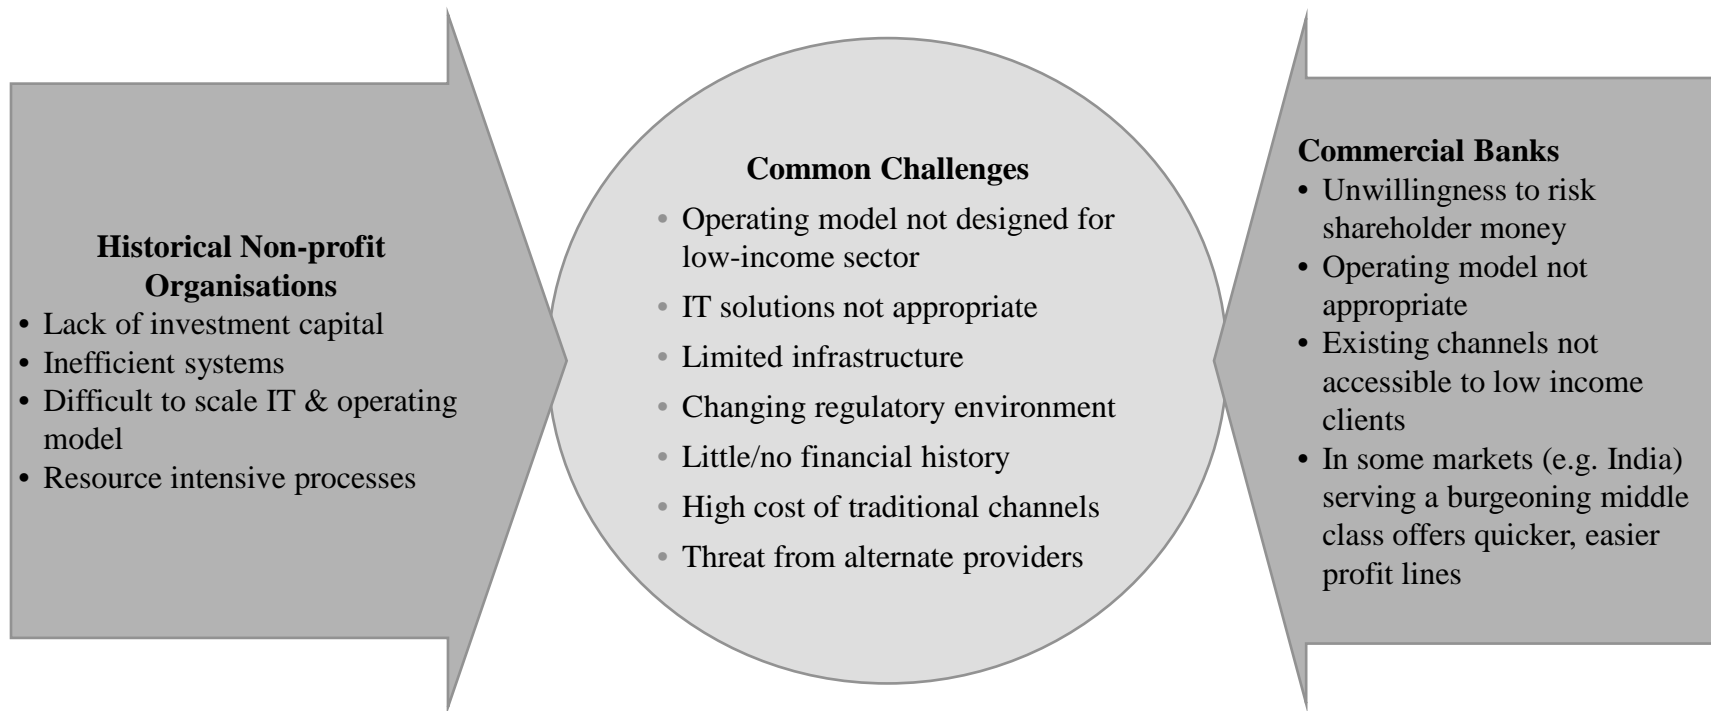 Historical Non-profit
Organisations
• Lack of investment capital
• Inefficient systems
• Difficult to scale IT & operating
model
• Resource intensive processes
Common Challenges
• Operating model not designed for
low-income sector
• IT solutions not appropriate
• Limited infrastructure
• Changing regulatory environment
• Little/no financial history
• High cost of traditional channels
• Threat from alternate providers
Commercial Banks
• Unwillingness to risk
shareholder money
• Operating model not
appropriate
• Existing channels not
accessible to low income
clients
• In some markets (e.g. India)
serving a burgeoning middle
class offers quicker, easier
profit lines